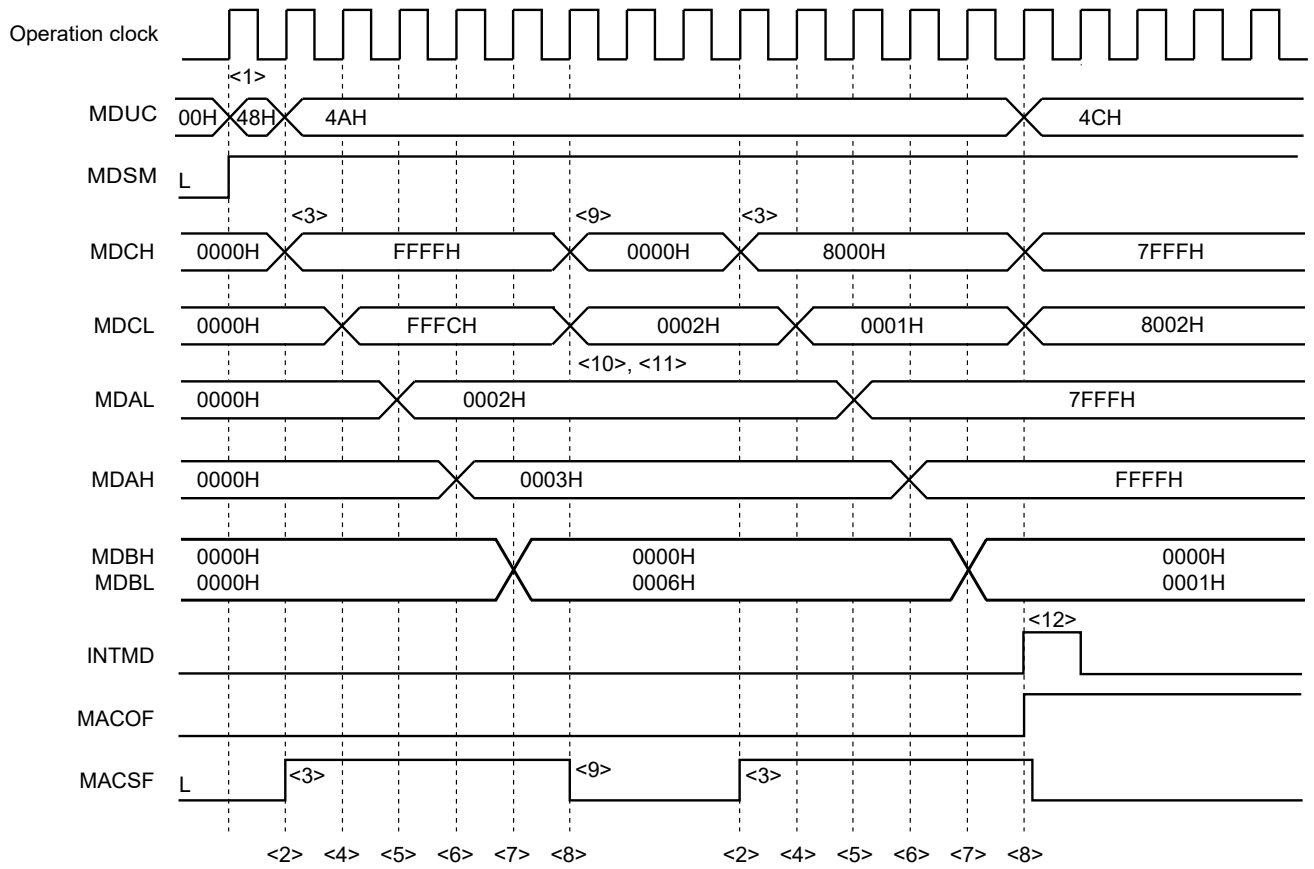 Operation clock
<1>
MDUC 00H 48H 4AH 4CH
MDSM L
<3> <9> <3>
MDCH 0000H FFFFH 0000H 8000H 7FFFH
MDCL 0000H FFFCH 0002H 0001H 8002H
<10>, <11>
MDAL 0000H 0002H 7FFFH
MDAH 0000H 0003H FFFFH
MDBH 0000H 0000H 0000H
MDBL 0000H 0006H 0001H
<12>
INTMD
MACOF
MACSF L <3> <9> <3>
<2> <4> <5> <6> <7> <8> <2> <4> <5> <6> <7> <8>